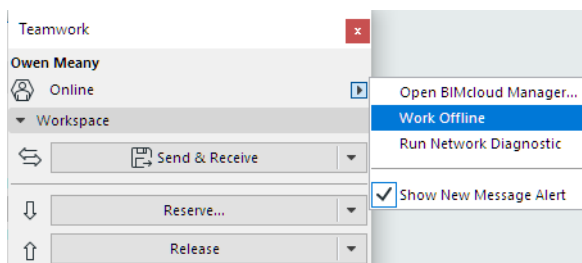 Teamwork
x
Owen Meany
Online
Open BIMcloud Manager...
Workspace
Work Offline
Run Network Diagnostic
Send & Receive
Show New Message Alert
Reserve...
Release